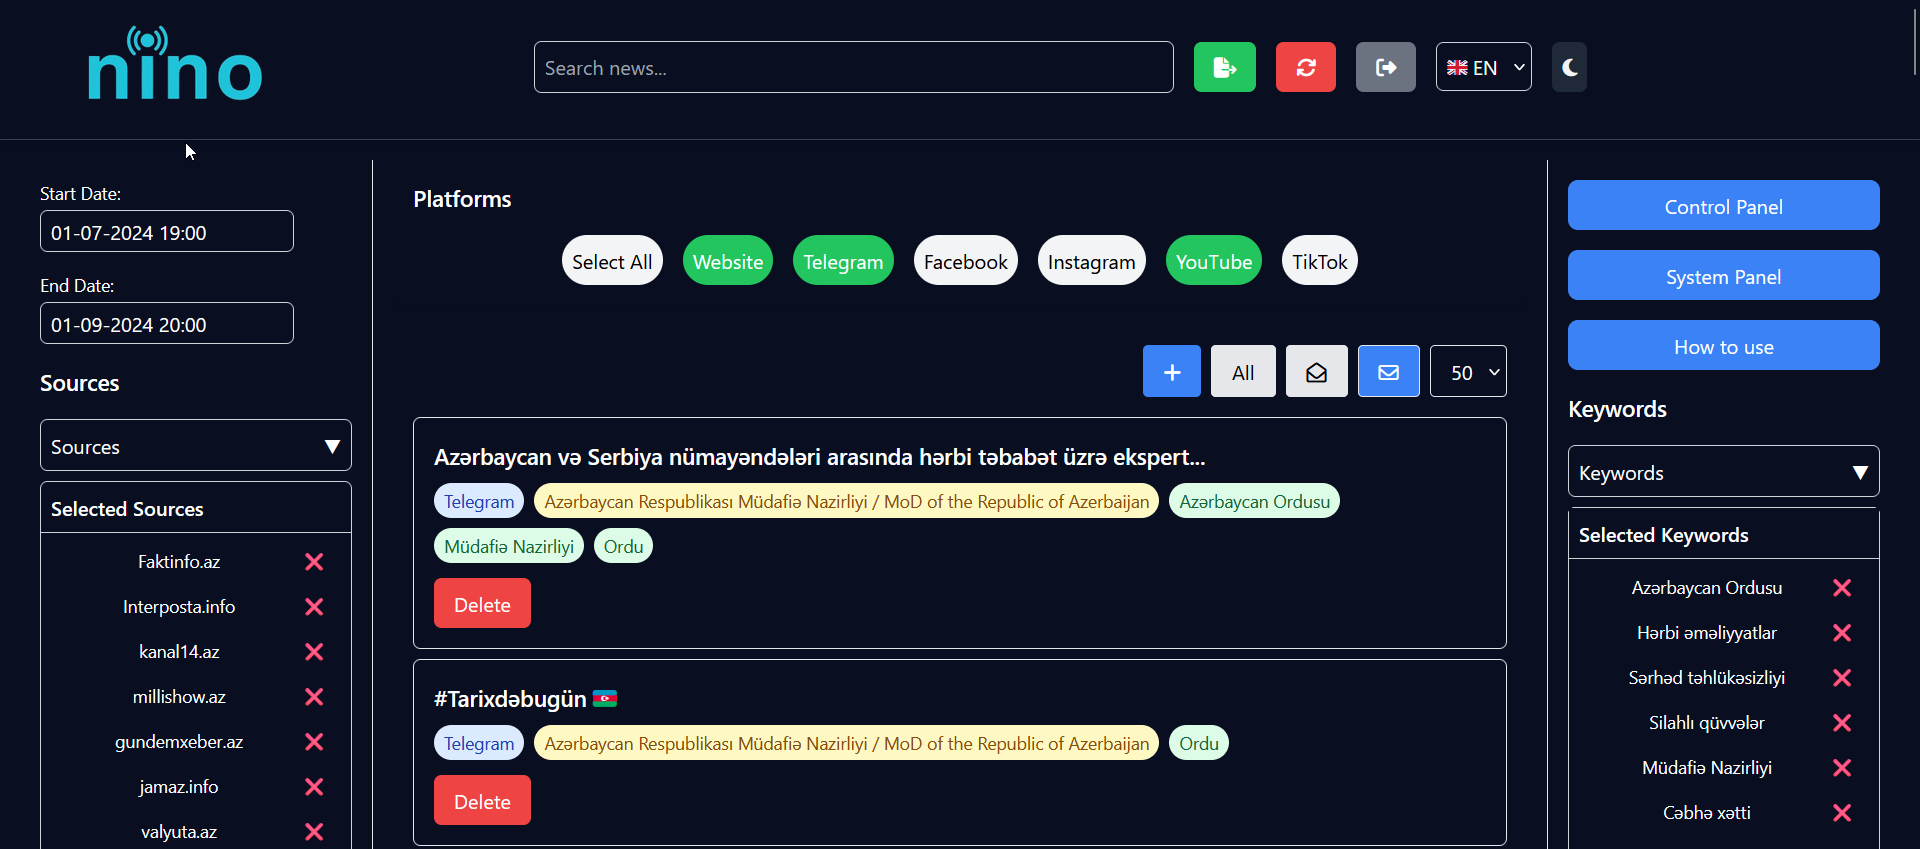 nino
Search news...
EN
Start Date:
01-07-2024 19:00
End Date:
01-09-2024 20:00
Sources
Sources
Selected Sources
Faktinfo.az
Interposta.info
kanal14.az
millishow.az
gundemxeber.az
jamaz.info
valyuta.az
Platforms
Select All Website Telegram Facebook Instagram YouTube TikTok
All 50
Azərbaycan və Serbiya nümayəndələri arasında hərbi təbabət üzrə ekspert...
Telegram Azərbaycan Respublikası Müdafiə Nazirliyi / MoD of the Republic of Azerbaijan Azərbaycan Ordusu
Müdafiə Nazirliyi Ordu
Delete
#Tarixdəbugün
Telegram Azərbaycan Respublikası Müdafiə Nazirliyi / MoD of the Republic of Azerbaijan Ordu
Delete
Control Panel
System Panel
How to use
Keywords
Keywords
Selected Keywords
Azərbaycan Ordusu
Hərbi əməliyyatlar
Sərhəd təhlükəsizliyi
Silahlı qüvvələr
Müdafiə Nazirliyi
Cəbhə xətti